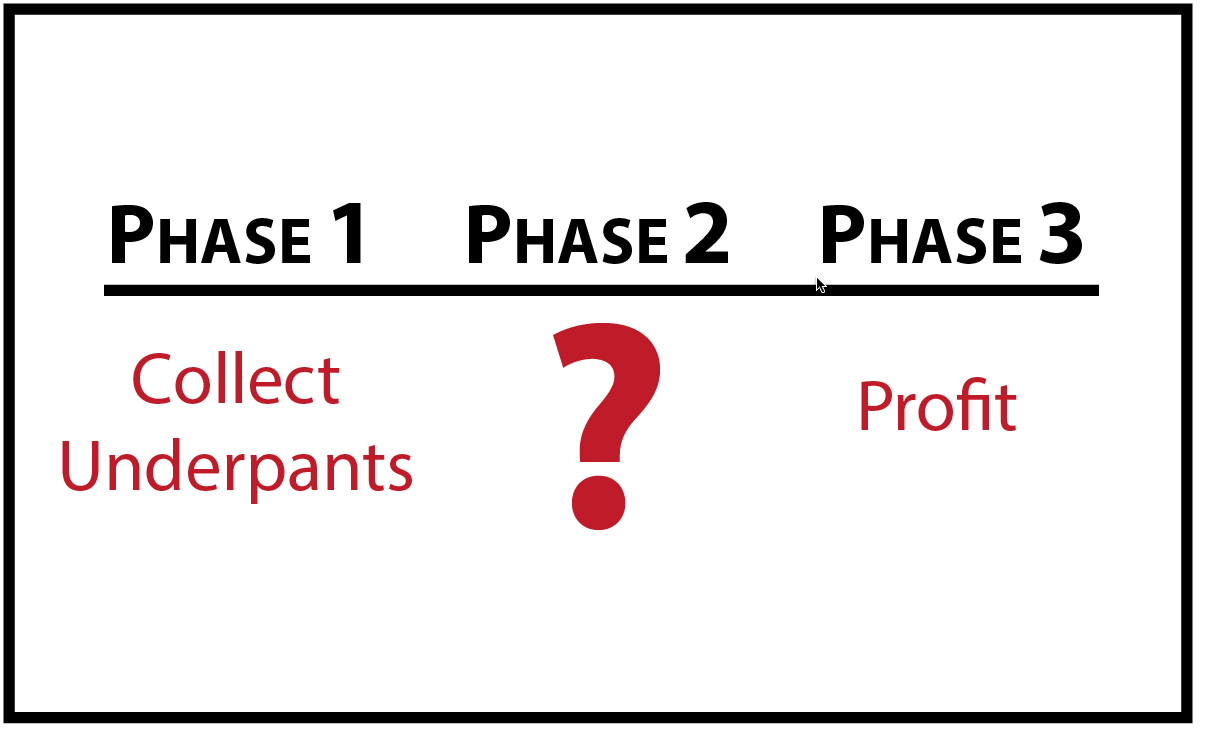 Phase 1 Phase 2 Phase 3
Collect
Underpants
?
Profit